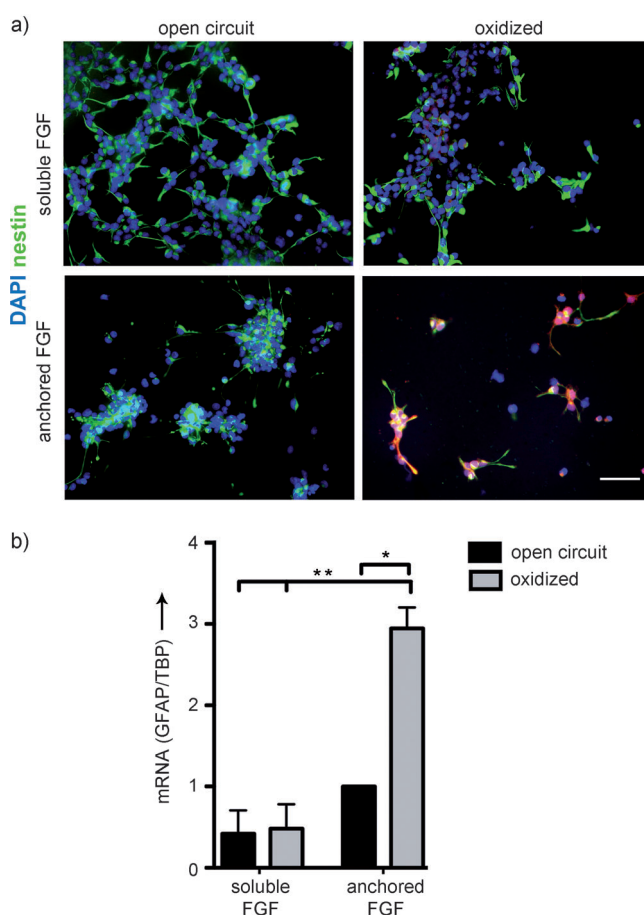 a)
open circuit
oxidized
soluble FGF
anchored FGF
DAPI nestin
b)
mRNA (GFAP/TBP)
4
3
2
1
0
**
*
open circuit
oxidized
soluble
FGF
anchored
FGF